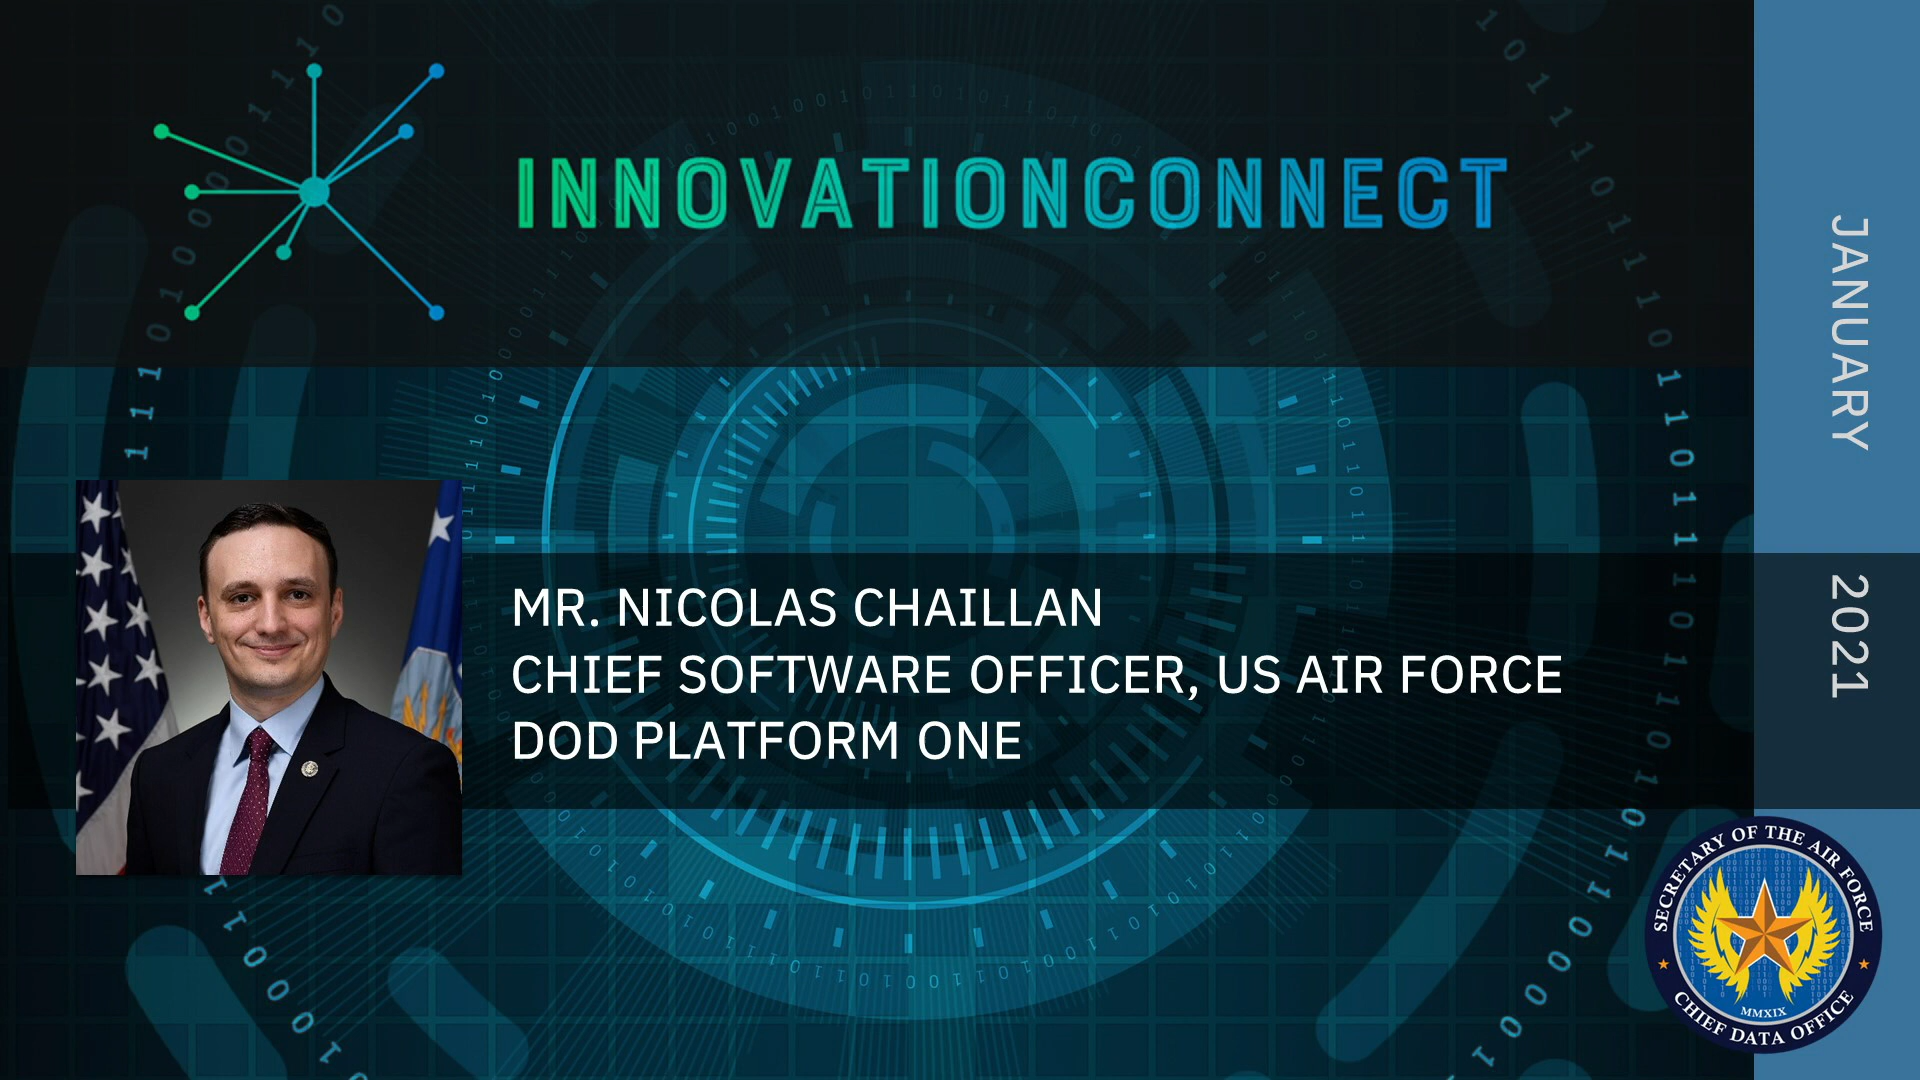 INNOVATIONCONNECT
MR. NICOLAS CHAILLAN
CHIEF SOFTWARE OFFICER, US AIR FORCE
DOD PLATFORM ONE
JANUARY
2021
SECRETARY OF THE AIR FORCE
MMXIX
CHIEF DATA OFFICE